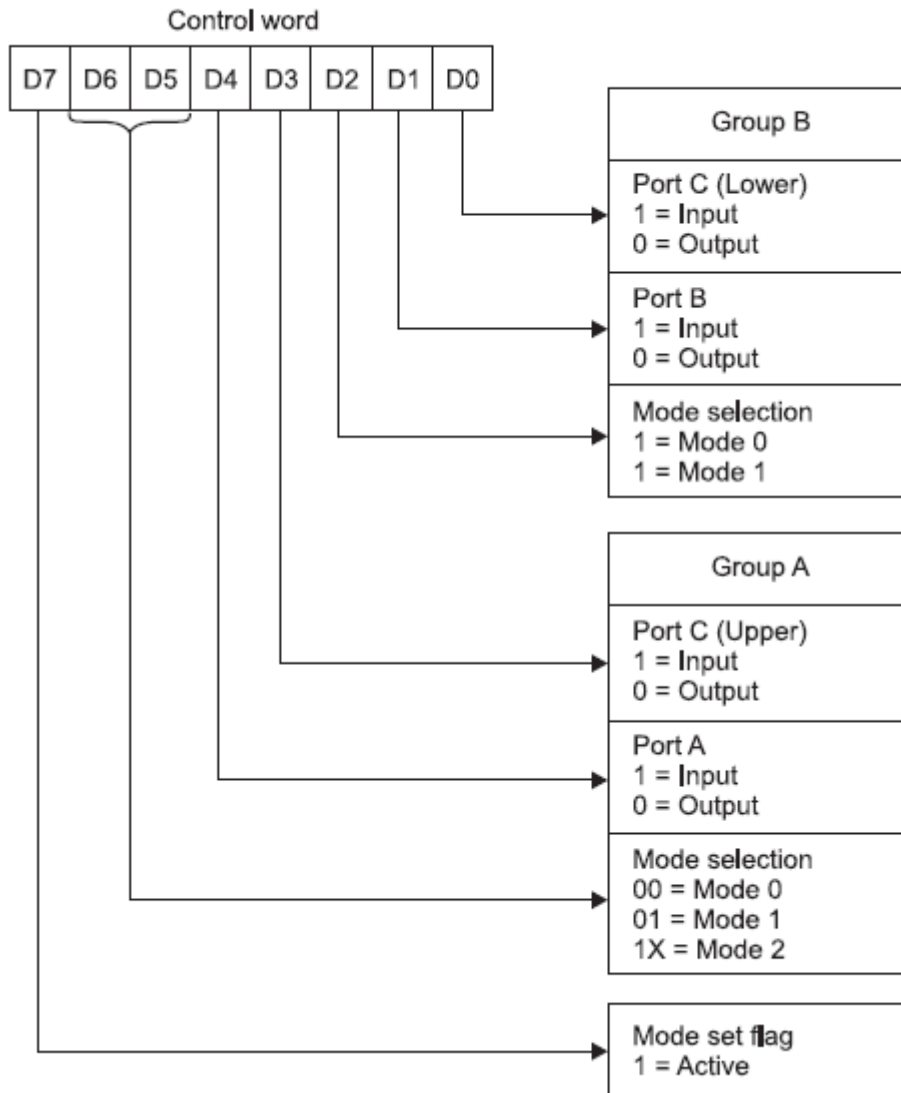 Control word
D7 D6 D5 D4 D3 D2 D1 D0
Group B
Port C (Lower)
1 = Input
0 = Output
Port B
1 = Input
0 = Output
Mode selection
1 = Mode 0
1 = Mode 1
Group A
Port C (Upper)
1 = Input
0 = Output
Port A
1 = Input
0 = Output
Mode selection
00 = Mode 0
01 = Mode 1
1X = Mode 2
Mode set flag
1 = Active